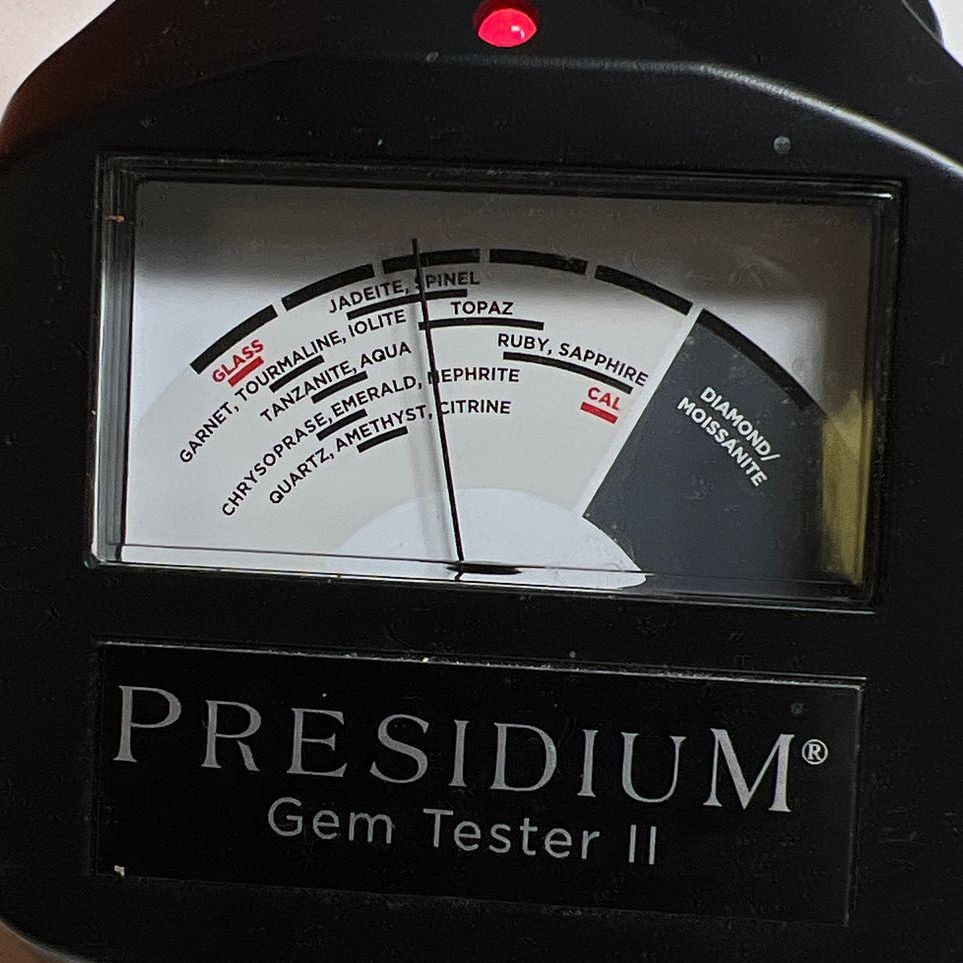 JADEITE, SPINEL
TOPAZ
RUBY, SAPPHIRE
CAL
GLASS
GARNET, TOURMALINE, IOLITE
TANZANITE, AQUA
CHRYSOPRASE, EMERALD, NEPHRITE
QUARTZ, AMETHYST, CITRINE
DIAMOND/
MOISSANITE
PRESIDIUM®
Gem Tester II